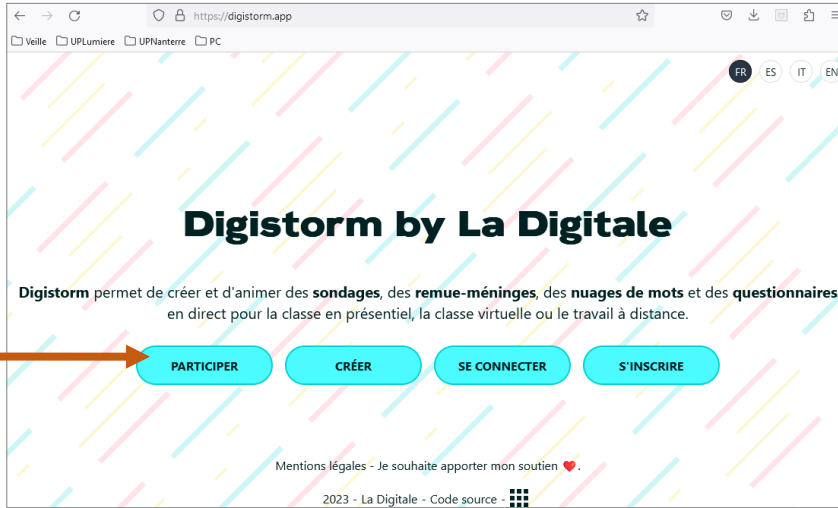 https://digistorm.app
Veille UPLumiere UPNanterre PC
FR ES IT EN
Digistorm by La Digitale
Digistorm permet de créer et d'animer des sondages, des remue-méninges, des nuages de mots et des questionnaires
en direct pour la classe en présentiel, la classe virtuelle ou le travail à distance.
PARTICIPER CRÉER SE CONNECTER S'INSCRIRE
Mentions légales - Je souhaite apporter mon soutien ❤️.
2023 - La Digitale - Code source -